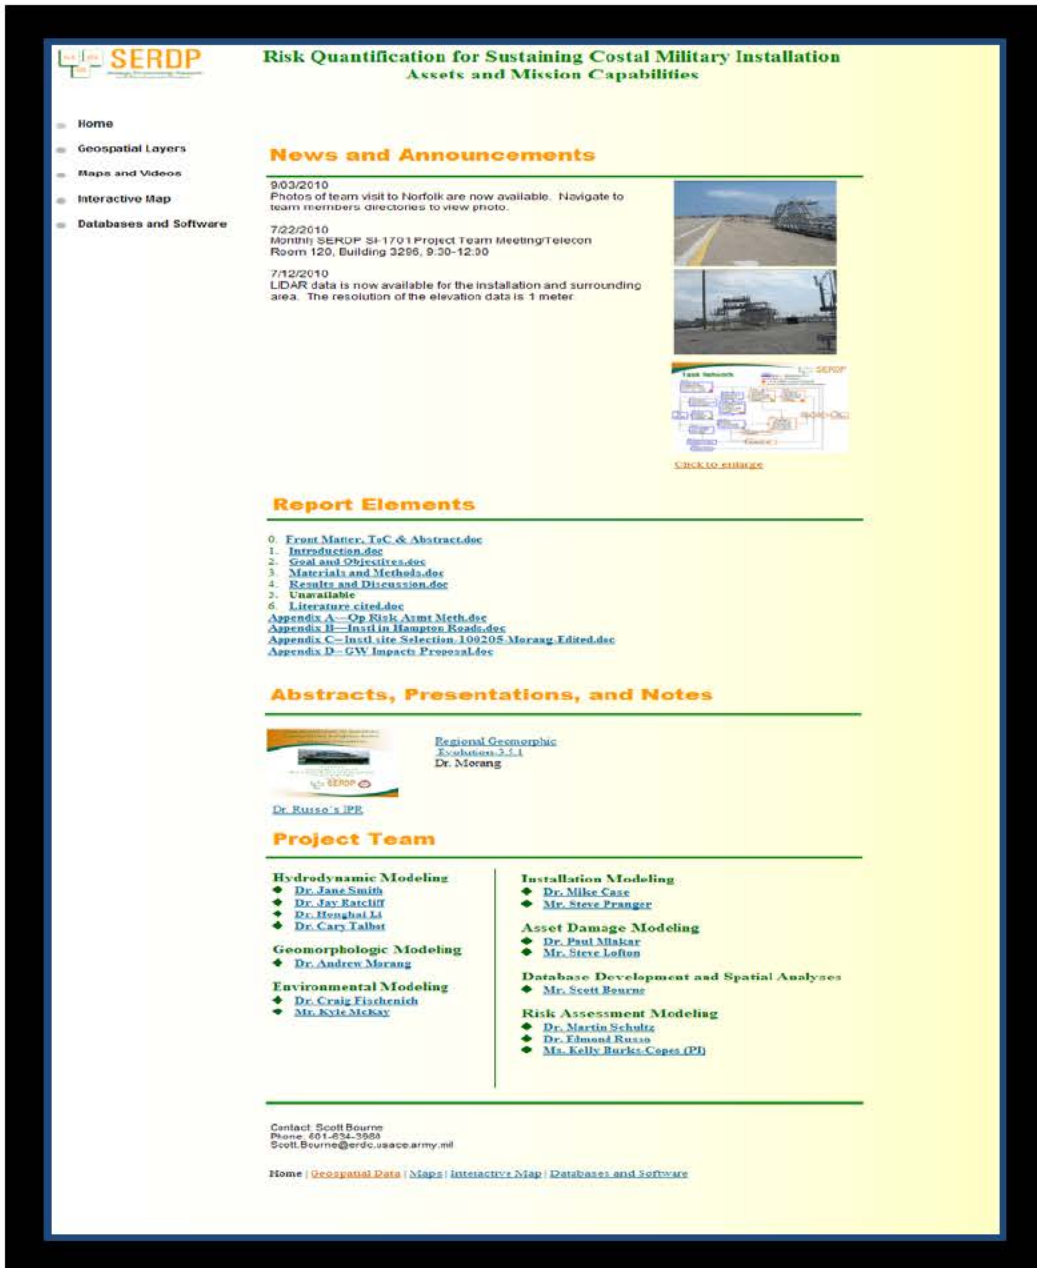 SERDP
Risk Quantification for Sustaining Costal Military Installation
Assets and Mission Capabilities
Home
Geospatial Layers
Maps and Videos
Interactive Map
Databases and Software
News and Announcements
9/03/2010
Photos of team visit to Norfolk are now available. Navigate to
team members directories to view photo.
7/22/2010
Monthly SERDP SI-1701 Project Team Meeting/Telecon
Room 120, Building 3296, 9:30-12:00
7/12/2010
LIDAR data is now available for the installation and surrounding
area. The resolution of the elevation data is 1 meter
Task Network
SERDP
Click to enlarge
Report Elements
0. Front Matter, ToC & Abstract.doc
1. Introduction.doc
2. Goal and Objectives.doc
3. Materials and Methods.doc
4. Results and Discussion.doc
5. Unavailable
6. Literature cited.doc
Appendix A—Op Risk Asmt Meth.doc
Appendix B—Instl in Hampton Roads.doc
Appendix C—Instl site Selection-100205-Morang-Edited.doc
Appendix D—GW Impacts Proposal.doc
Abstracts, Presentations, and Notes
SERDP
Regional Geomorphic
Evolution-3.5.1
Dr. Morang
Dr. Russo's IPR
Project Team
Hydrodynamic Modeling
Dr. Jane Smith
Dr. Jay Ratcliff
Dr. Honghai Li
Dr. Cary Talbot
Geomorphologic Modeling
Dr. Andrew Morang
Environmental Modeling
Dr. Craig Fischenich
Mr. Kyle McKay
Installation Modeling
Dr. Mike Case
Mr. Steve Pranger
Asset Damage Modeling
Dr. Paul Mlakar
Mr. Steve Lofton
Database Development and Spatial Analyses
Mr. Scott Bourne
Risk Assessment Modeling
Dr. Martin Schultz
Dr. Edmond Russo
Ms. Kelly Burks-Copes (PI)
Contact: Scott Bourne
Phone: 601-634-3980
Scott.Bourne@erdc.usace.army.mil
Home | Geospatial Data | Maps | Interactive Map | Databases and Software